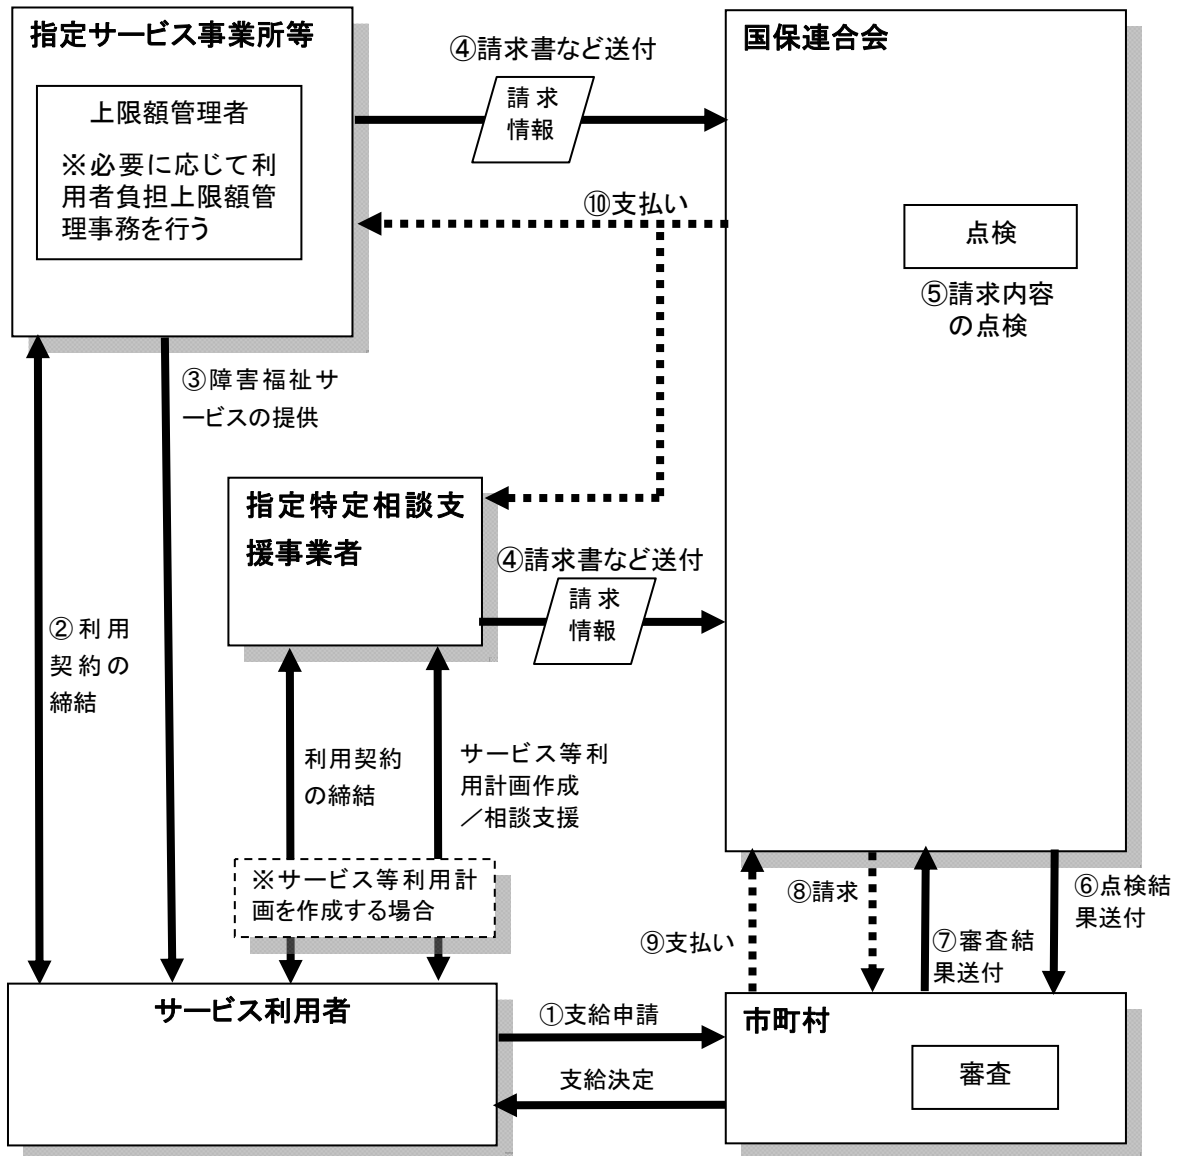 指定サービス事業所等
上限額管理者
※必要に応じて利
用者負担上限額管
理事務を行う
④請求書など送付
請求
情報
国保連合会
⑩支払い
点検
⑤請求内容
の点検
③障害福祉サ
ービスの提供
指定特定相談支
援事業者
④請求書など送付
請求
情報
②利用
契約の
締結
利用契約
の締結
サービス等利
用計画作成
／相談支援
※サービス等利用計
画を作成する場合
⑨支払い
⑧請求
⑦審査結
果送付
⑥点検結
果送付
サービス利用者
①支給申請
支給決定
市町村
審査